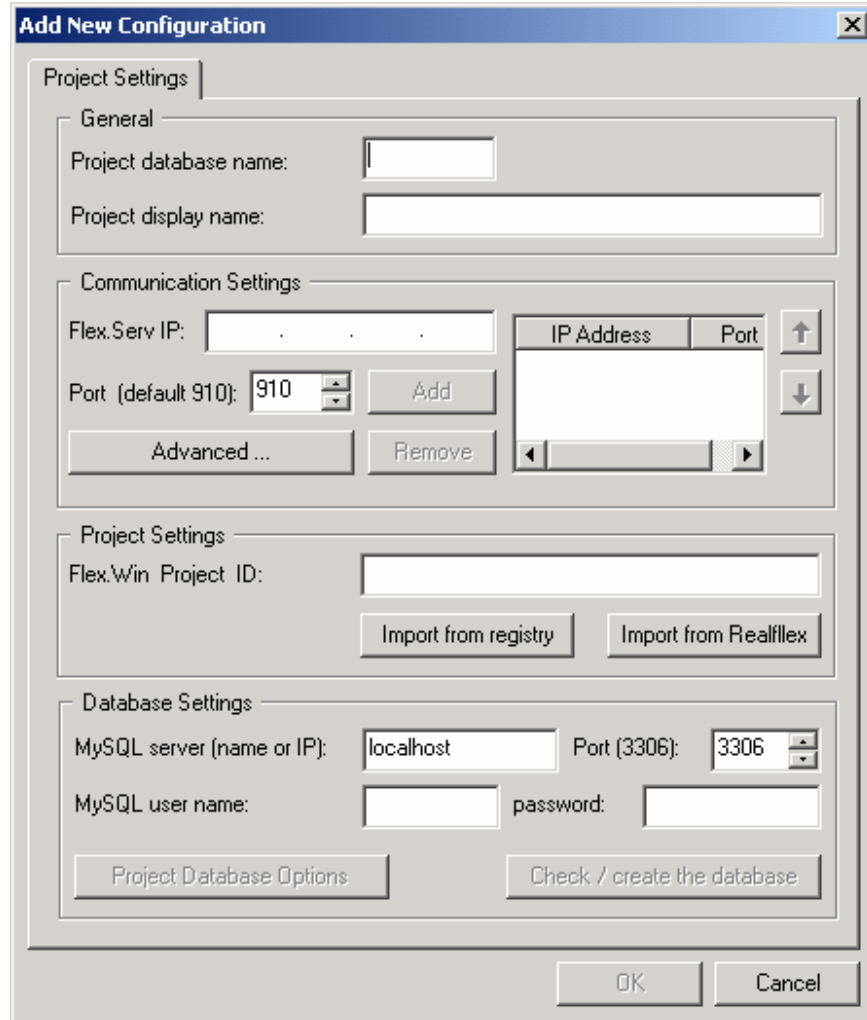 Add New Configuration
Project Settings
General
Project database name:
Project display name:
Communication Settings
Flex.Serv IP: . . .
IP Address Port
Port (default 910): 910 Add
Advanced ... Remove
Project Settings
Flex.Win Project ID:
Import from registry Import from Realfllex
Database Settings
MySQL server (name or IP): localhost Port (3306): 3306
MySQL user name: password:
Project Database Options Check / create the database
OK Cancel